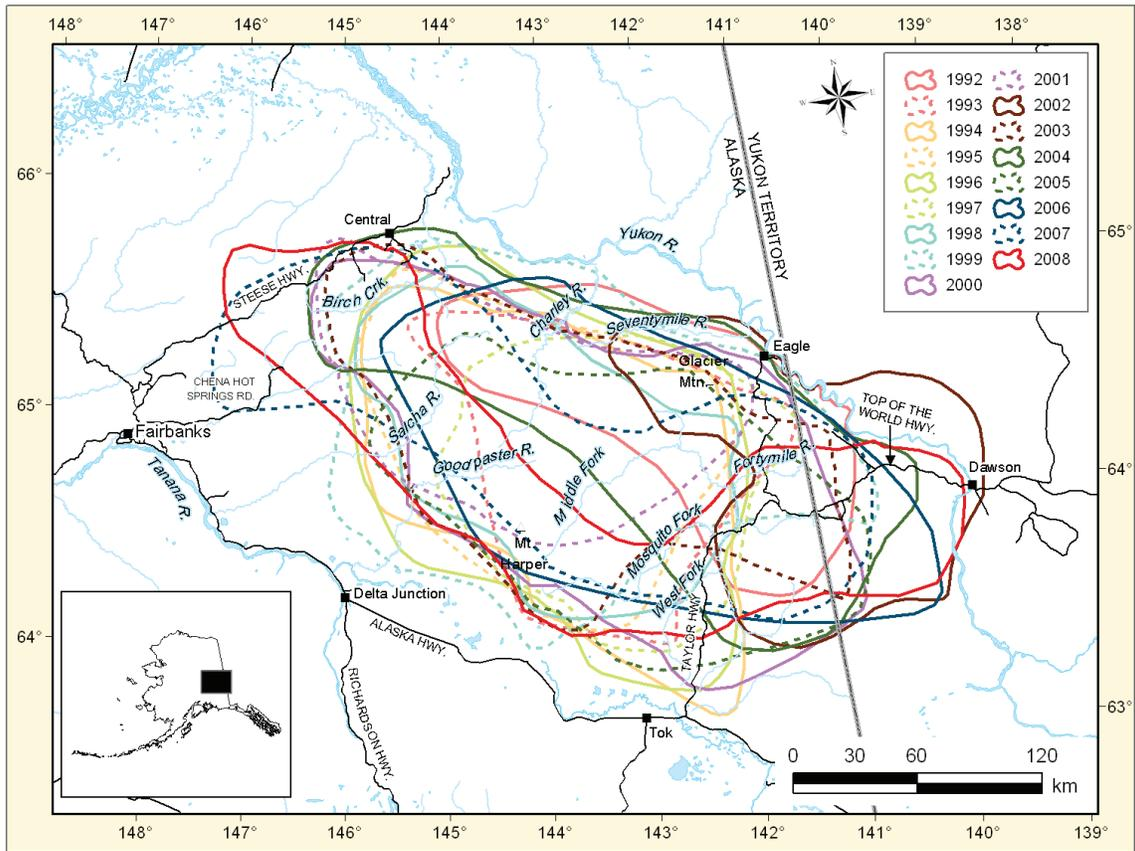 148° 147° 146° 145° 144° 143° 142° 141° 140° 139° 138°
N
W E
S
1992 2001
1993 2002
1994 2003
1995 2004
1996 2005
1997 2006
1998 2007
1999 2008
2000
66°
65°
64°
65°
64°
63°
YUKON TERRITORY
ALASKA
Central
Yukon R.
STEESE HWY.
Birch Crk.
Charley R.
Seventymile R.
Eagle
Glacier
Mtn.
CHENA HOT
SPRINGS RD.
TOP OF THE
WORLD HWY.
Fairbanks
Salcha R.
Goodpaster R.
Middle Fork
Fortymile R.
Dawson
Tanana R.
Mt.
Harper
Mosquito Fork
West Fork
Delta Junction
ALASKA HWY.
TAYLOR HWY
RICHARDSON HWY.
Tok
0 30 60 120
km
148° 147° 146° 145° 144° 143° 142° 141° 140° 139°